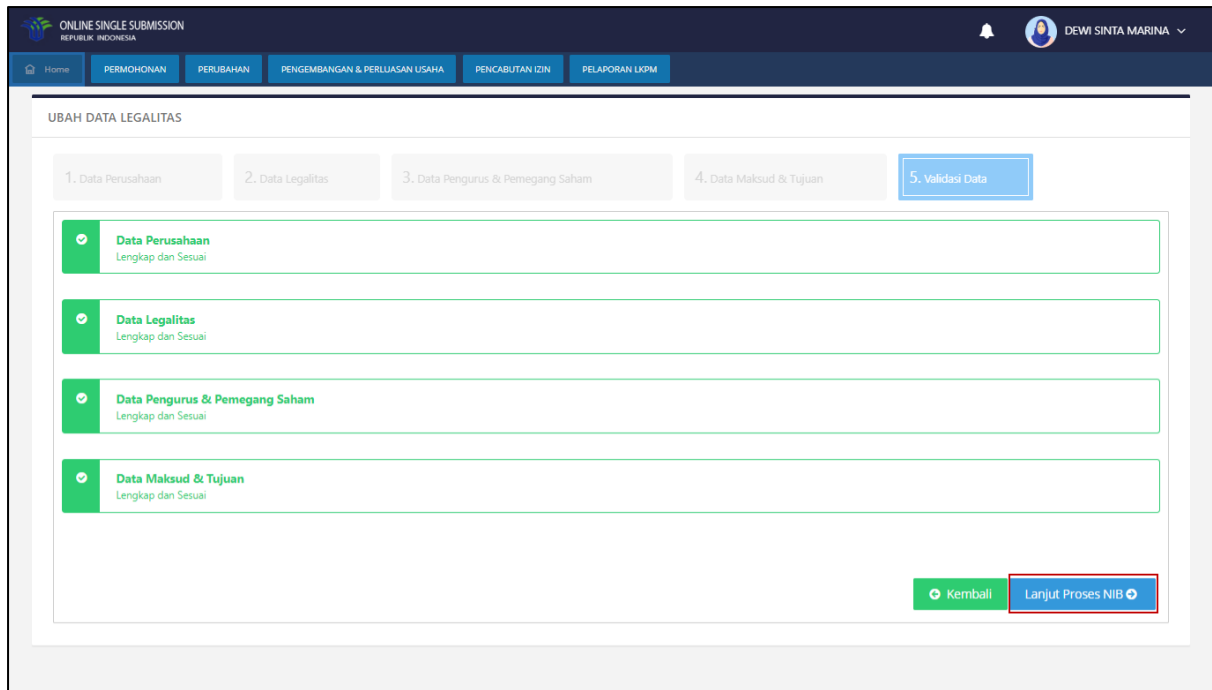 ONLINE SINGLE SUBMISSION
REPUBLIK INDONESIA
DEWI SINTA MARINA
Home PERMOHONAN PERUBAHAN PENGEMBANGAN & PERLUASAN USAHA PENCABUTAN IZIN PELAPORAN LKPM
UBAH DATA LEGALITAS
1. Data Perusahaan 2. Data Legalitas 3. Data Pengurus & Pemegang Saham 4. Data Maksud & Tujuan 5. Validasi Data
Data Perusahaan
Lengkap dan Sesuai
Data Legalitas
Lengkap dan Sesuai
Data Pengurus & Pemegang Saham
Lengkap dan Sesuai
Data Maksud & Tujuan
Lengkap dan Sesuai
Kembali Lanjut Proses NIB